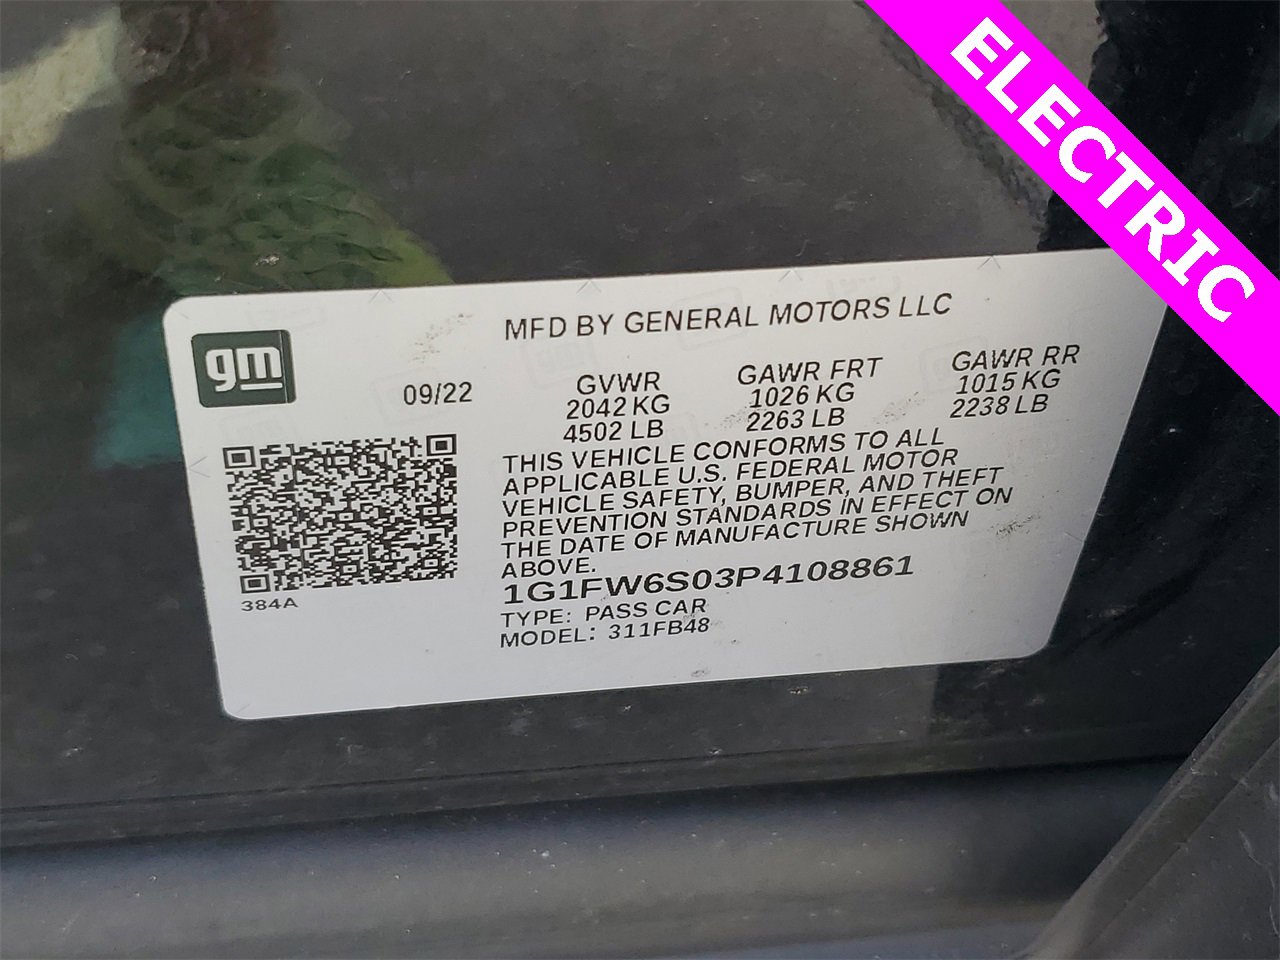 ELECTRIC
MFD BY GENERAL MOTORS LLC
gm
09/22
GVWR
2042 KG
4502 LB
GAWR FRT
1026 KG
2263 LB
GAWR RR
1015 KG
2238 LB
THIS VEHICLE CONFORMS TO ALL
APPLICABLE U.S. FEDERAL MOTOR
VEHICLE SAFETY, BUMPER, AND THEFT
PREVENTION STANDARDS IN EFFECT ON
THE DATE OF MANUFACTURE SHOWN
ABOVE.
1G1FW6S03P4108861
TYPE: PASS CAR
MODEL: 311FB48
384A